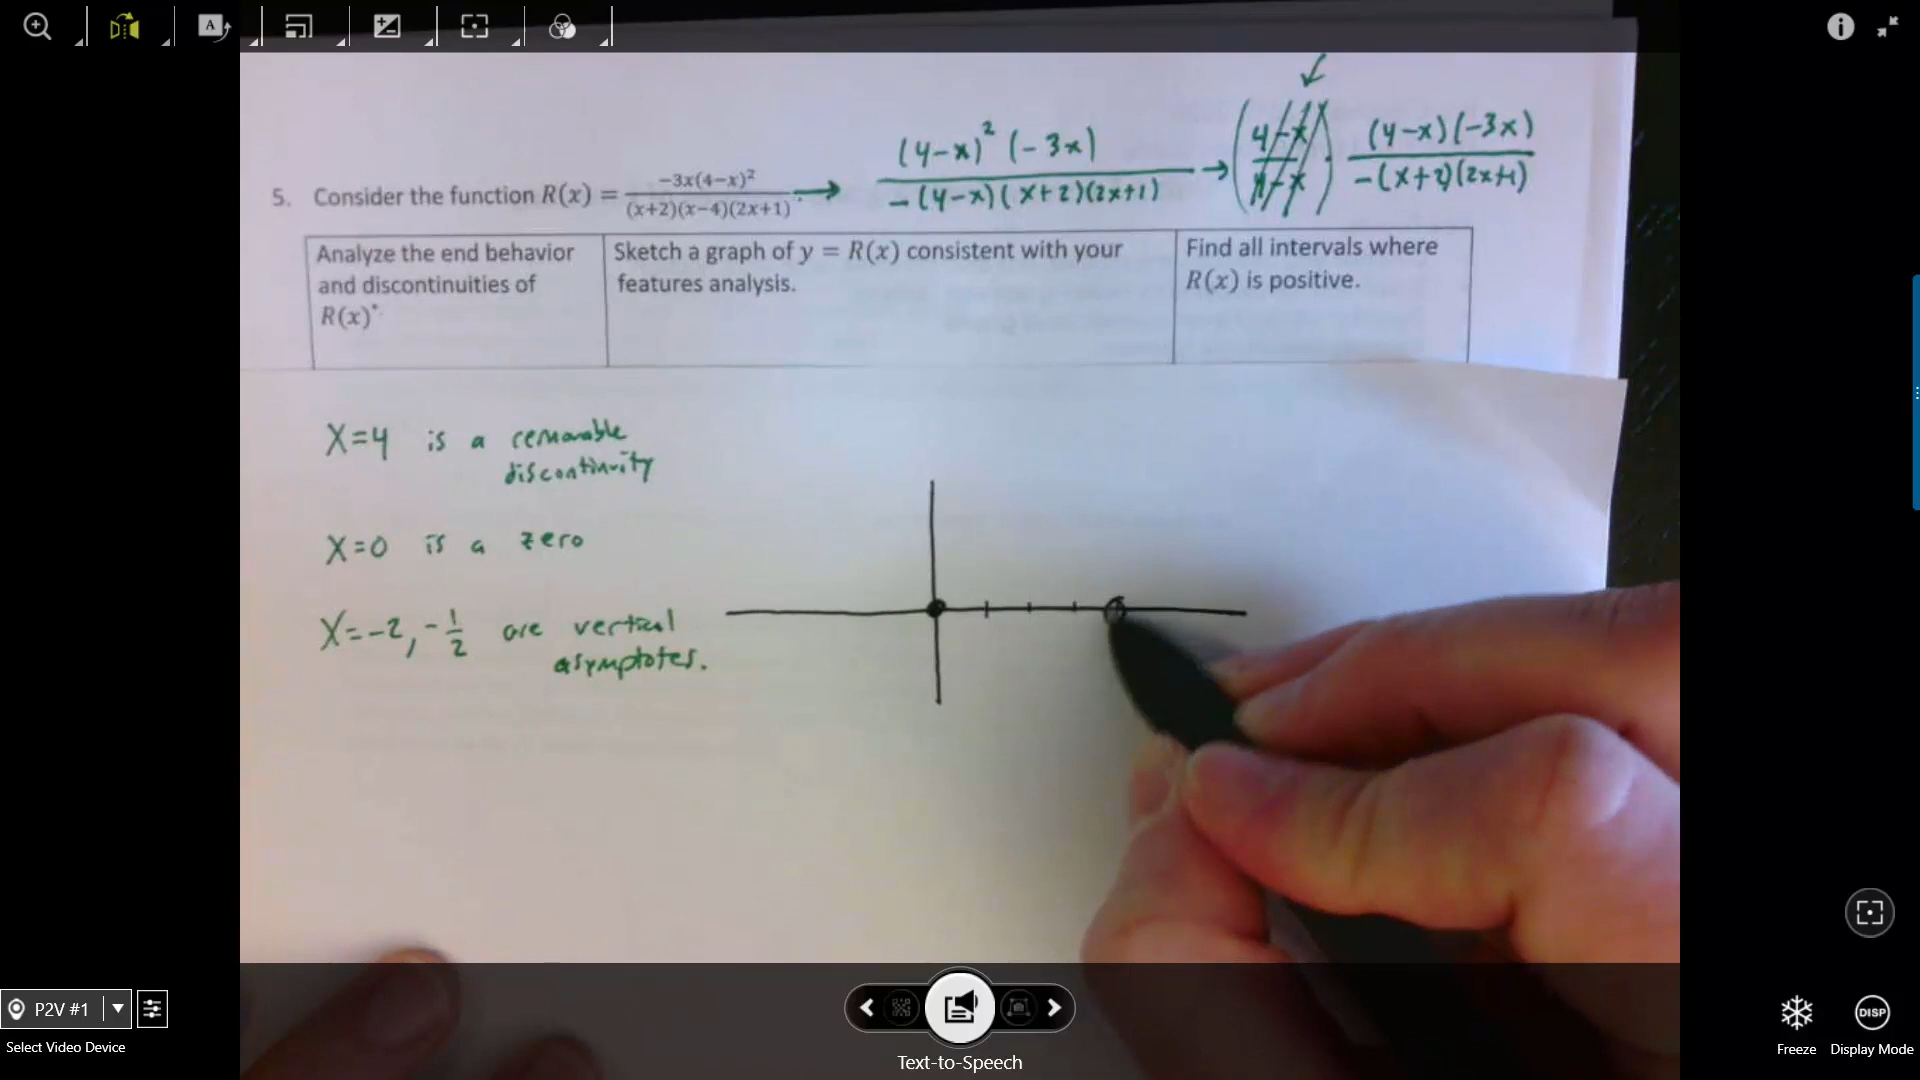 A
5. Consider the function R(x) = -3x(4-x)² / (x+2)(x-4)(2x+1) → (4-x)² (-3x) / -(4-x)(x+2)(2x+1) → (4-x / 4-x) · (4-x)(-3x) / -(x+2)(2x+1)
Analyze the end behavior
and discontinuities of
R(x)*
Sketch a graph of y = R(x) consistent with your
features analysis.
Find all intervals where
R(x) is positive.
X=4 is a removable
discontinuity
X=0 is a zero
X=-2, -1/2 are vertical
asymptotes.
P2V #1
Select Video Device
Text-to-Speech
Freeze
DISP
Display Mode